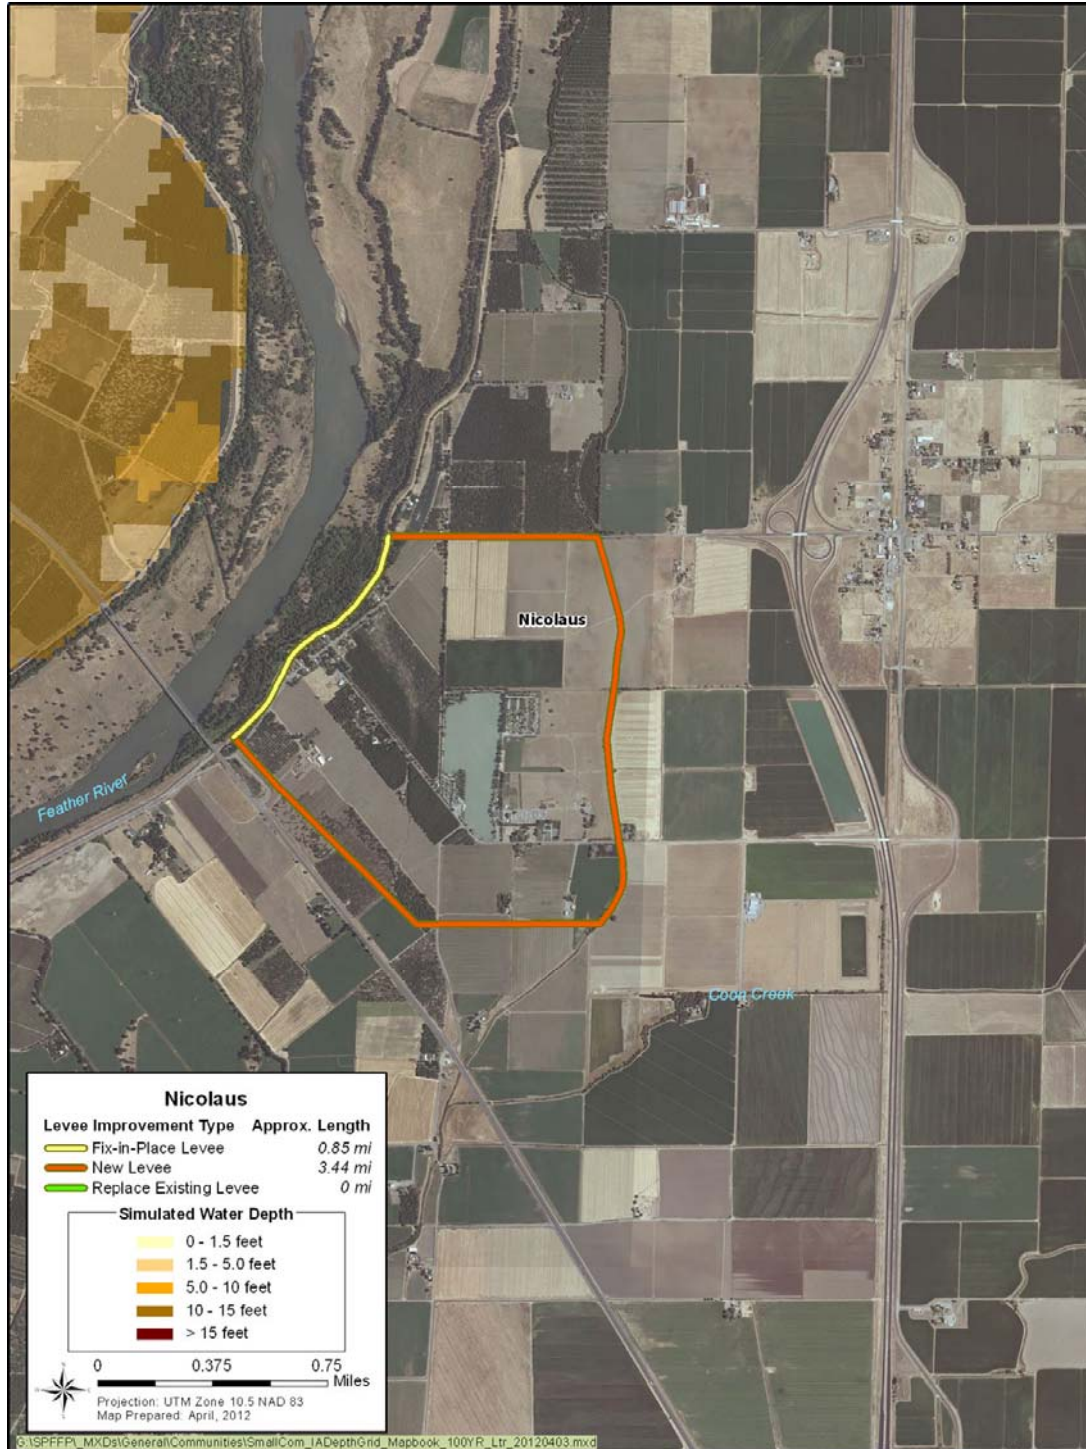 Nicolaus
Feather River
Coon Creek
Nicolaus
Levee Improvement Type Approx. Length
Fix-in-Place Levee 0.85 mi
New Levee 3.44 mi
Replace Existing Levee 0 mi
Simulated Water Depth
0 - 1.5 feet
1.5 - 5.0 feet
5.0 - 10 feet
10 - 15 feet
> 15 feet
0 0.375 0.75
Miles
Projection: UTM Zone 10.5 NAD 83
Map Prepared: April, 2012
G:\SPFFP\_MXDs\General\Communities\SmallCom_IADepthGrid_Mapbook_100YR_Ltr_20120403.mxd